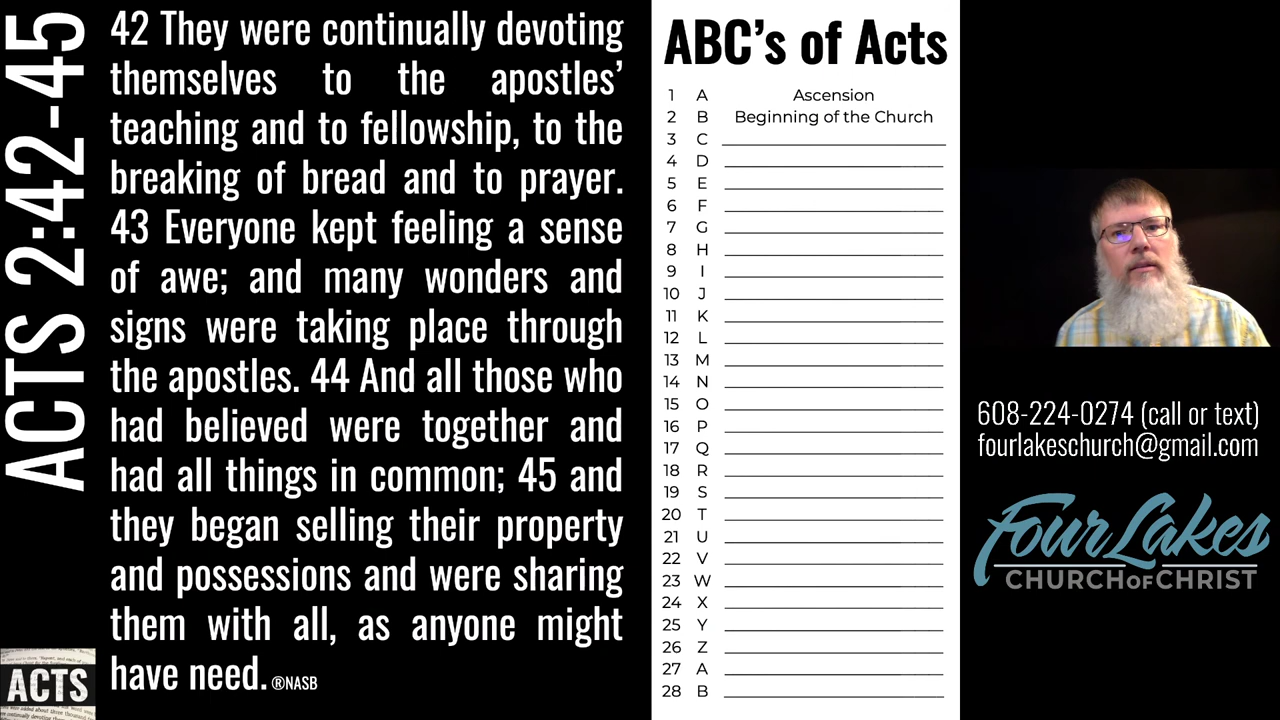 ACTS 2:42-45
42 They were continually devoting
themselves to the apostles’
teaching and to fellowship, to the
breaking of bread and to prayer.
43 Everyone kept feeling a sense
of awe; and many wonders and
signs were taking place through
the apostles. 44 And all those who
had believed were together and
had all things in common; 45 and
they began selling their property
and possessions and were sharing
them with all, as anyone might
have need. ®NASB
ACTS
ABC’s of Acts
1 A Ascension
2 B Beginning of the Church
3 C
4 D
5 E
6 F
7 G
8 H
9 I
10 J
11 K
12 L
13 M
14 N
15 O
16 P
17 Q
18 R
19 S
20 T
21 U
22 V
23 W
24 X
25 Y
26 Z
27 A
28 B
608-224-0274 (call or text)
fourlakeschurch@gmail.com
Four Lakes
CHURCH OF CHRIST